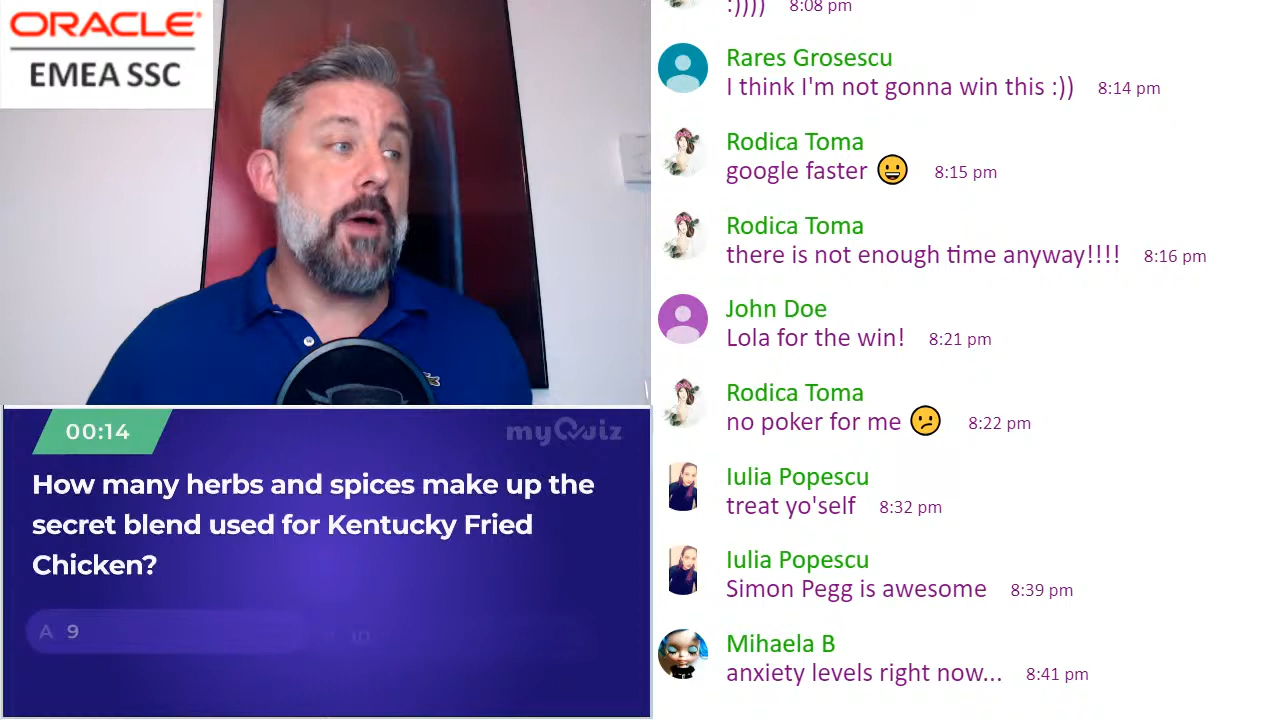 ORACLE
EMEA SSC
00:14
myQuiz
How many herbs and spices make up the
secret blend used for Kentucky Fried
Chicken?
A 9
10
:)))) 8:08 pm
Rares Grosescu
I think I'm not gonna win this :)) 8:14 pm
Rodica Toma
google faster 😀 8:15 pm
Rodica Toma
there is not enough time anyway!!!! 8:16 pm
John Doe
Lola for the win! 8:21 pm
Rodica Toma
no poker for me 😕 8:22 pm
Iulia Popescu
treat yo'self 8:32 pm
Iulia Popescu
Simon Pegg is awesome 8:39 pm
Mihaela B
anxiety levels right now... 8:41 pm